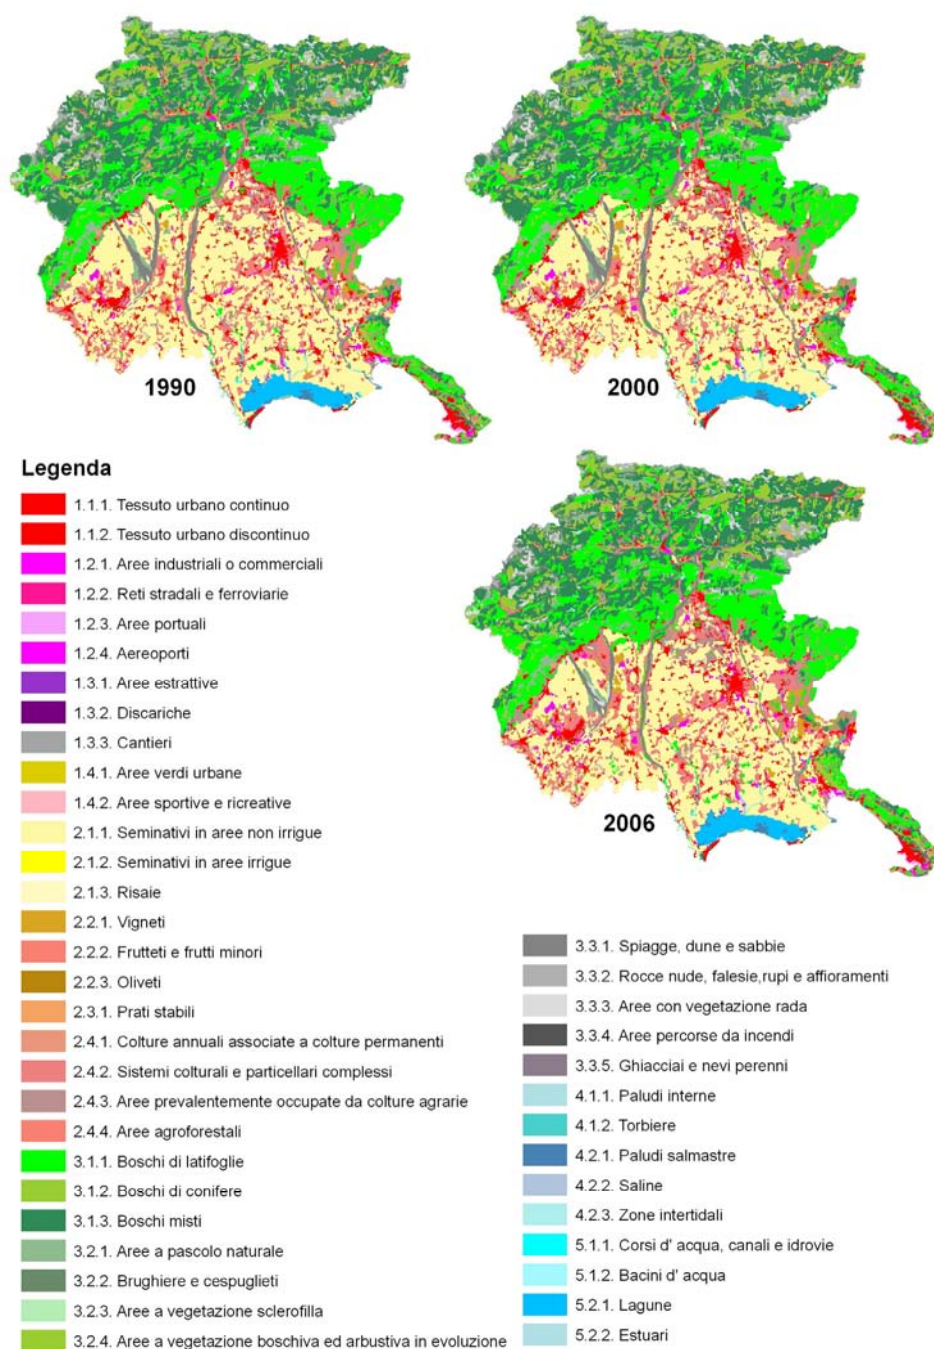 1990
2000
Legenda
1.1.1. Tessuto urbano continuo
1.1.2. Tessuto urbano discontinuo
1.2.1. Aree industriali o commerciali
1.2.2. Reti stradali e ferroviarie
1.2.3. Aree portuali
1.2.4. Aereoporti
1.3.1. Aree estrattive
1.3.2. Discariche
1.3.3. Cantieri
1.4.1. Aree verdi urbane
1.4.2. Aree sportive e ricreative
2.1.1. Seminativi in aree non irrigue
2.1.2. Seminativi in aree irrigue
2.1.3. Risaie
2.2.1. Vigneti
2.2.2. Frutteti e frutti minori
2.2.3. Oliveti
2.3.1. Prati stabili
2.4.1. Colture annuali associate a colture permanenti
2.4.2. Sistemi colturali e particellari complessi
2.4.3. Aree prevalentemente occupate da colture agrarie
2.4.4. Aree agroforestali
3.1.1. Boschi di latifoglie
3.1.2. Boschi di conifere
3.1.3. Boschi misti
3.2.1. Aree a pascolo naturale
3.2.2. Brughiere e cespuglieti
3.2.3. Aree a vegetazione sclerofilla
3.2.4. Aree a vegetazione boschiva ed arbustiva in evoluzione
2006
3.3.1. Spiagge, dune e sabbie
3.3.2. Rocce nude, falesie,rupi e affioramenti
3.3.3. Aree con vegetazione rada
3.3.4. Aree percorse da incendi
3.3.5. Ghiacciai e nevi perenni
4.1.1. Paludi interne
4.1.2. Torbiere
4.2.1. Paludi salmastre
4.2.2. Saline
4.2.3. Zone intertidali
5.1.1. Corsi d' acqua, canali e idrovie
5.1.2. Bacini d' acqua
5.2.1. Lagune
5.2.2. Estuari